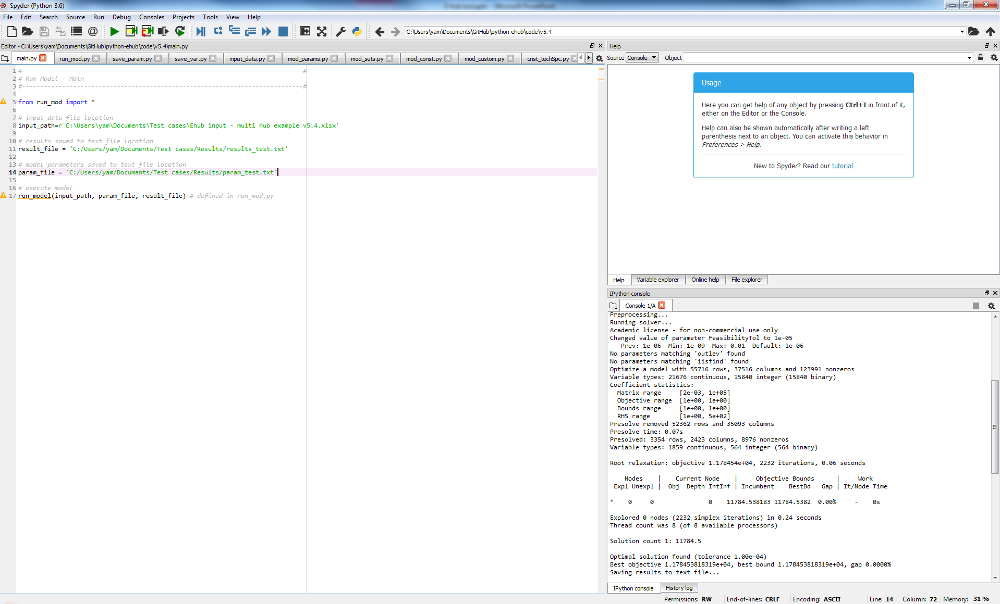 Spyder (Python 3.6)
File Edit Search Source Run Debug Consoles Projects Tools View Help
C:\Users\yam\Documents\GitHub\python-ehub\code\v5.4
Editor - C:\Users\yam\Documents\GitHub\python-ehub\code\v5.4\main.py
main.py run_mod.py save_param.py save_var.py input_data.py mod_params.py mod_sets.py mod_const.py mod_custom.py cnst_techSpc.py
1 #------------------------------------------------------------------------------#
2 # Run Model - Main
3 #------------------------------------------------------------------------------#
4
5 from run_mod import *
6
7 # input data file location
8 input_path=r'C:\Users\yam\Documents\Test cases\Ehub input - multi hub example v5.4.xlsx'
9
10 # results saved to text file location
11 result_file = 'C:/Users/yam/Documents/Test cases/Results/results_test.txt'
12
13 # model parameters saved to text file location
14 param_file = 'C:/Users/yam/Documents/Test cases/Results/param_test.txt'
15
16 # execute model
17 run_model(input_path, param_file, result_file) # defined in run_mod.py
Help
Source Console Object
Usage
Here you can get help of any object by pressing Ctrl+I in front of it,
either on the Editor or the Console.
Help can also be shown automatically after writing a left
parenthesis next to an object. You can activate this behavior in
Preferences > Help.
New to Spyder? Read our tutorial
Help Variable explorer Online help File explorer
IPython console
Console 1/A
Preprocessing...
Running solver...
Academic license - for non-commercial use only
Changed value of parameter FeasibilityTol to 1e-05
Prev: 1e-06 Min: 1e-09 Max: 0.01 Default: 1e-06
No parameters matching 'outlev' found
No parameters matching 'iisfind' found
Optimize a model with 55716 rows, 37516 columns and 123991 nonzeros
Variable types: 21676 continuous, 15840 integer (15840 binary)
Coefficient statistics:
Matrix range [2e-03, 1e+05]
Objective range [1e+00, 1e+00]
Bounds range [1e+00, 1e+00]
RHS range [1e+00, 5e+02]
Presolve removed 52362 rows and 35093 columns
Presolve time: 0.07s
Presolved: 3354 rows, 2423 columns, 8976 nonzeros
Variable types: 1859 continuous, 564 integer (564 binary)
Root relaxation: objective 1.178454e+04, 2232 iterations, 0.06 seconds
Nodes | Current Node | Objective Bounds | Work
Expl Unexpl | Obj Depth IntInf | Incumbent BestBd Gap | It/Node Time
* 0 0 0 11784.538183 11784.5382 0.00% - 0s
Explored 0 nodes (2232 simplex iterations) in 0.24 seconds
Thread count was 8 (of 8 available processors)
Solution count 1: 11784.5
Optimal solution found (tolerance 1.00e-04)
Best objective 1.178453818319e+04, best bound 1.178453818319e+04, gap 0.0000%
Saving results to text file...
IPython console History log
Permissions: RW End-of-lines: CRLF Encoding: ASCII Line: 14 Column: 72 Memory: 31 %